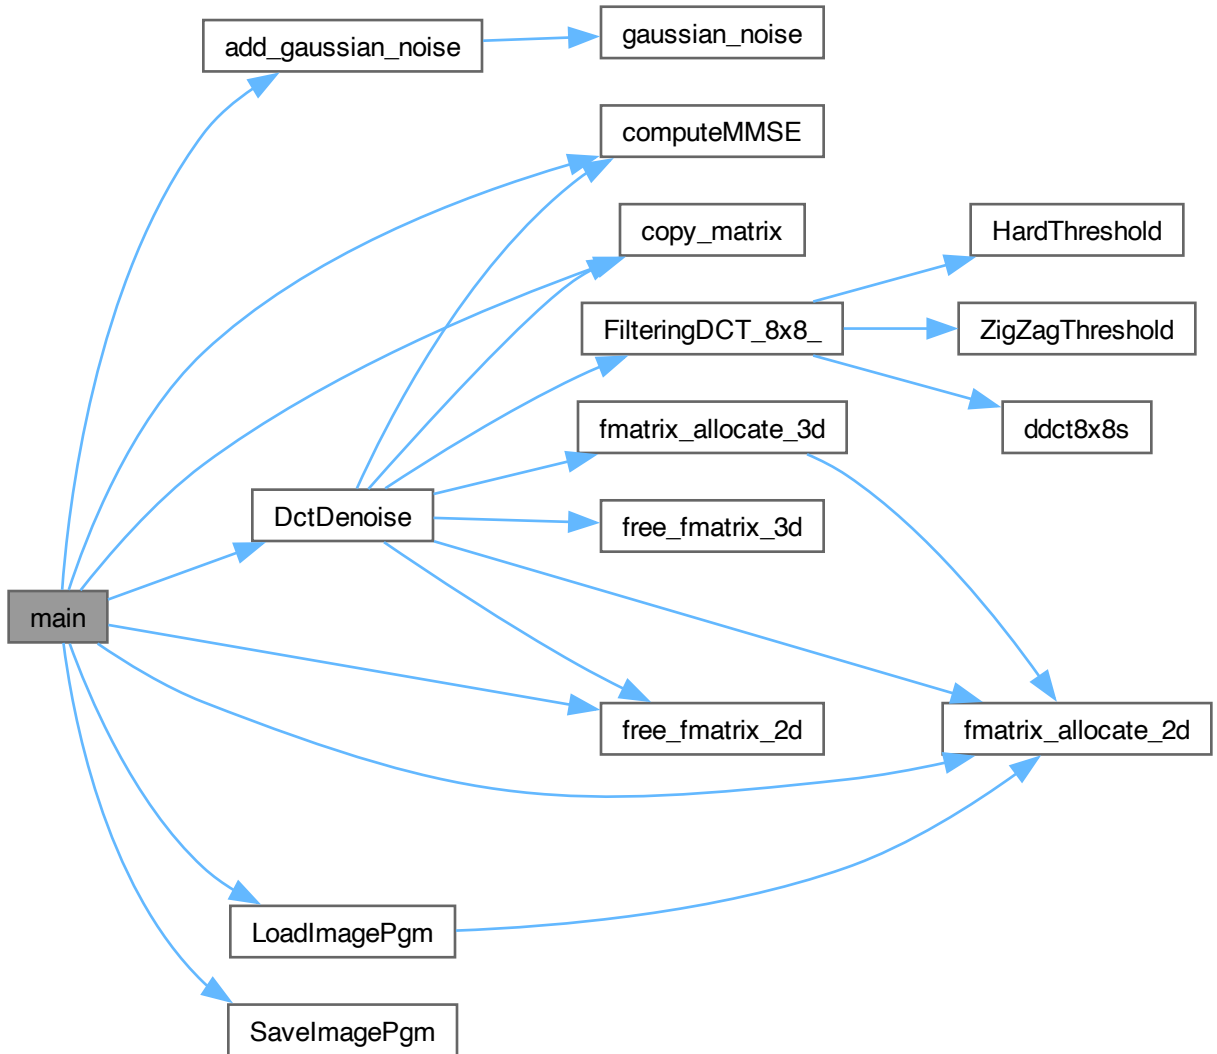 add_gaussian_noise
gaussian_noise
computeMMSE
copy_matrix
HardThreshold
FilteringDCT_8x8_
ZigZagThreshold
fmatrix_allocate_3d
ddct8x8s
DctDenoise
free_fmatrix_3d
main
free_fmatrix_2d
fmatrix_allocate_2d
LoadImagePgm
SaveImagePgm